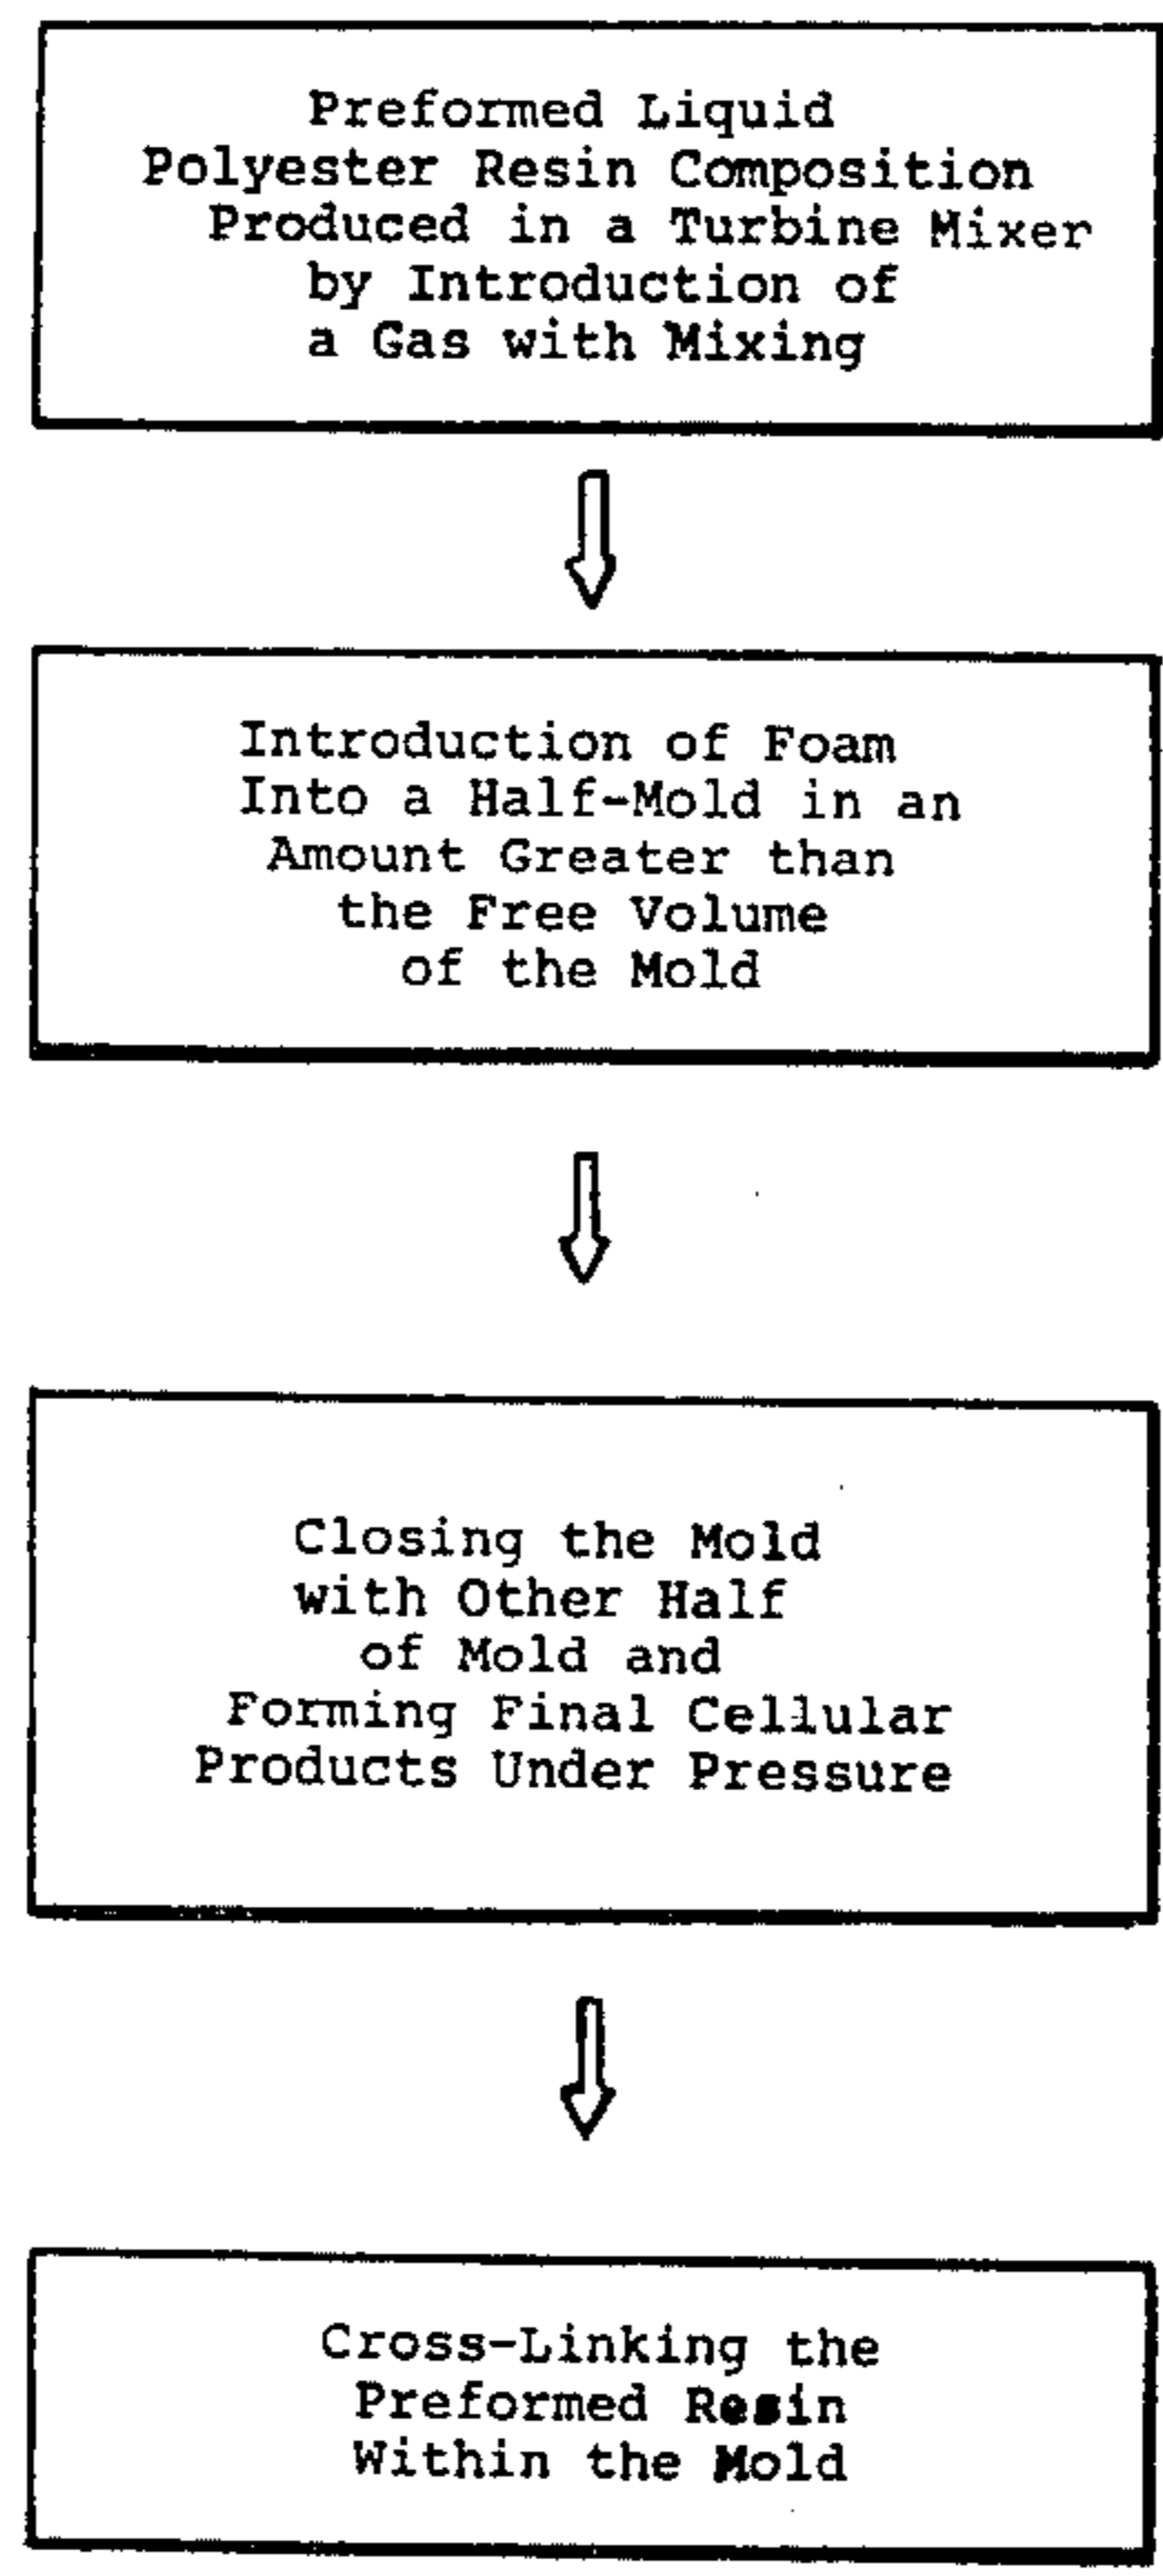 Preformed Liquid
Polyester Resin Composition
Produced in a Turbine Mixer
by Introduction of
a Gas with Mixing
Introduction of Foam
Into a Half-Mold in an
Amount Greater than
the Free Volume
of the Mold
Closing the Mold
with Other Half
of Mold and
Forming Final Cellular
Products Under Pressure
Cross-Linking the
Preformed Resin
Within the Mold